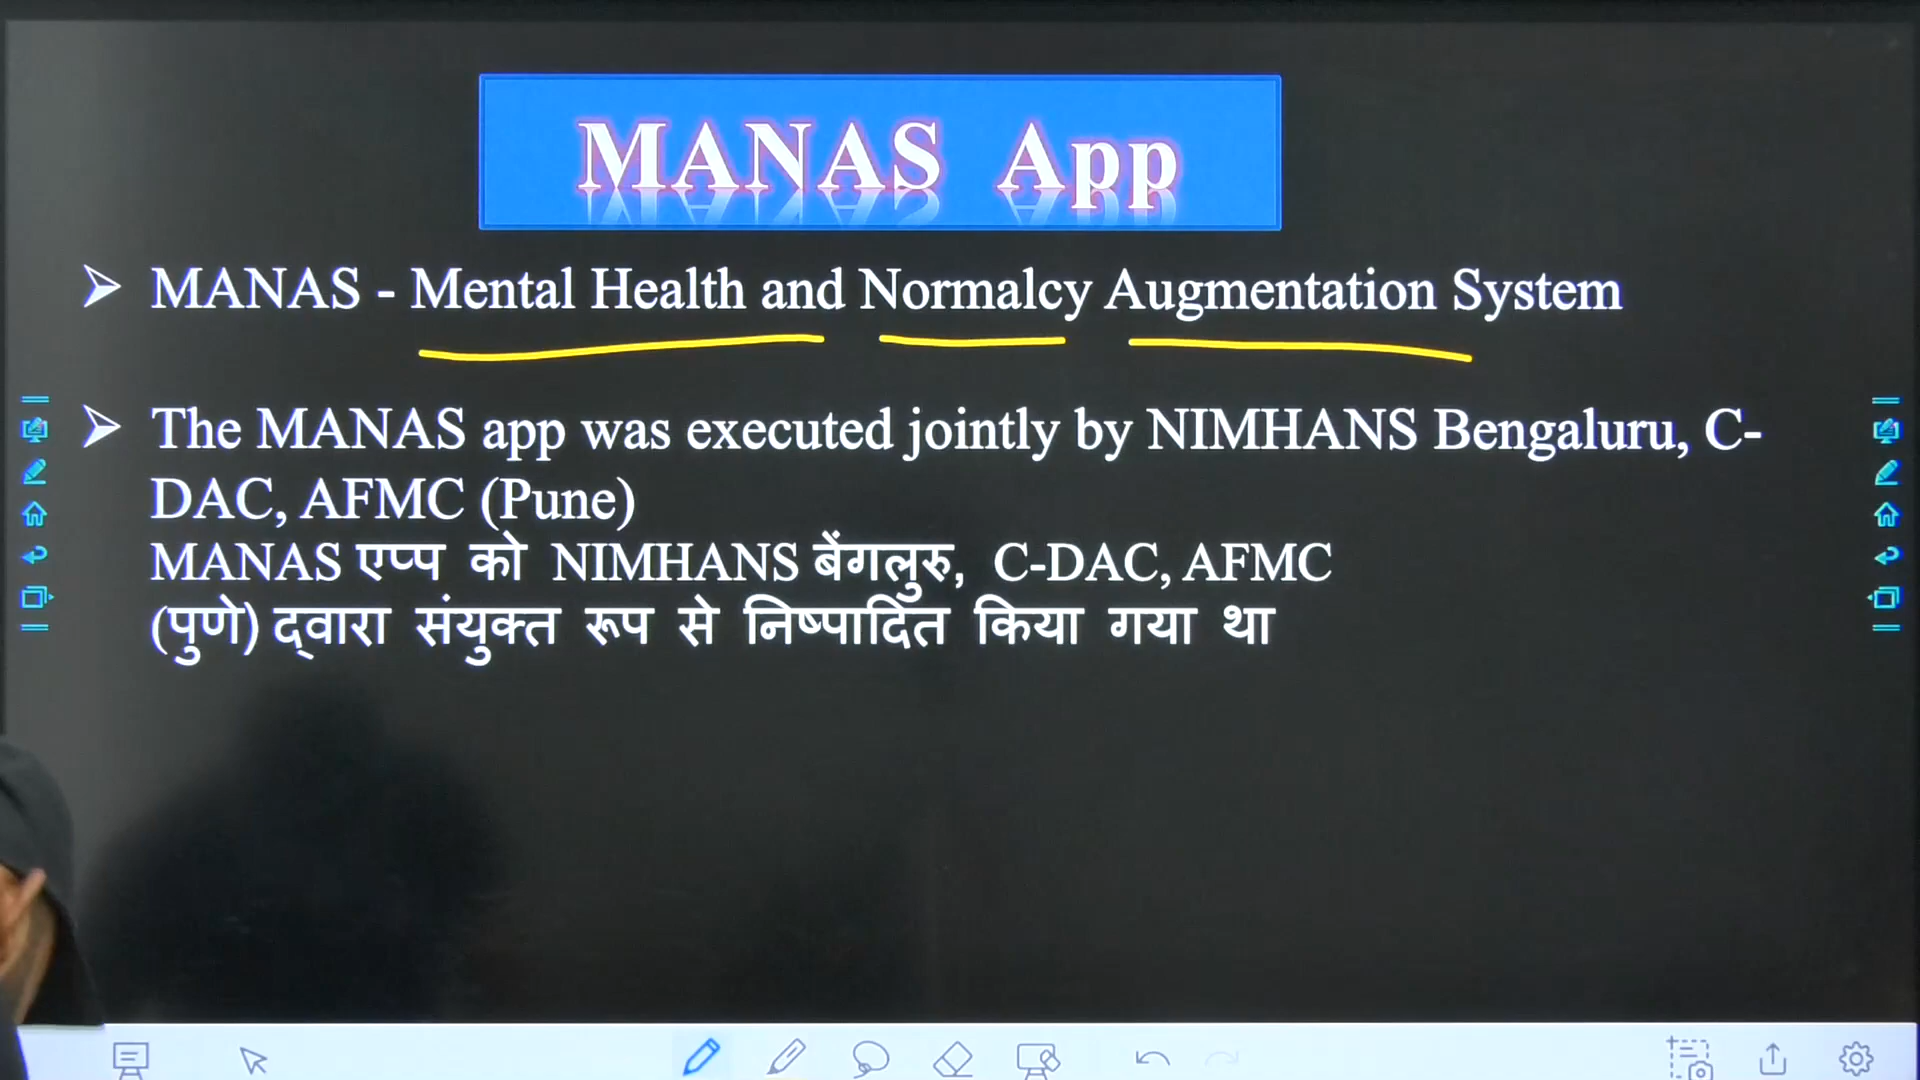 MANAS App
➢ MANAS - Mental Health and Normalcy Augmentation System
➢ The MANAS app was executed jointly by NIMHANS Bengaluru, C-
DAC, AFMC (Pune)
MANAS एप्प को NIMHANS बेंगलुरु, C-DAC, AFMC
(पुणे) द्वारा संयुक्त रूप से निष्पादित किया गया था